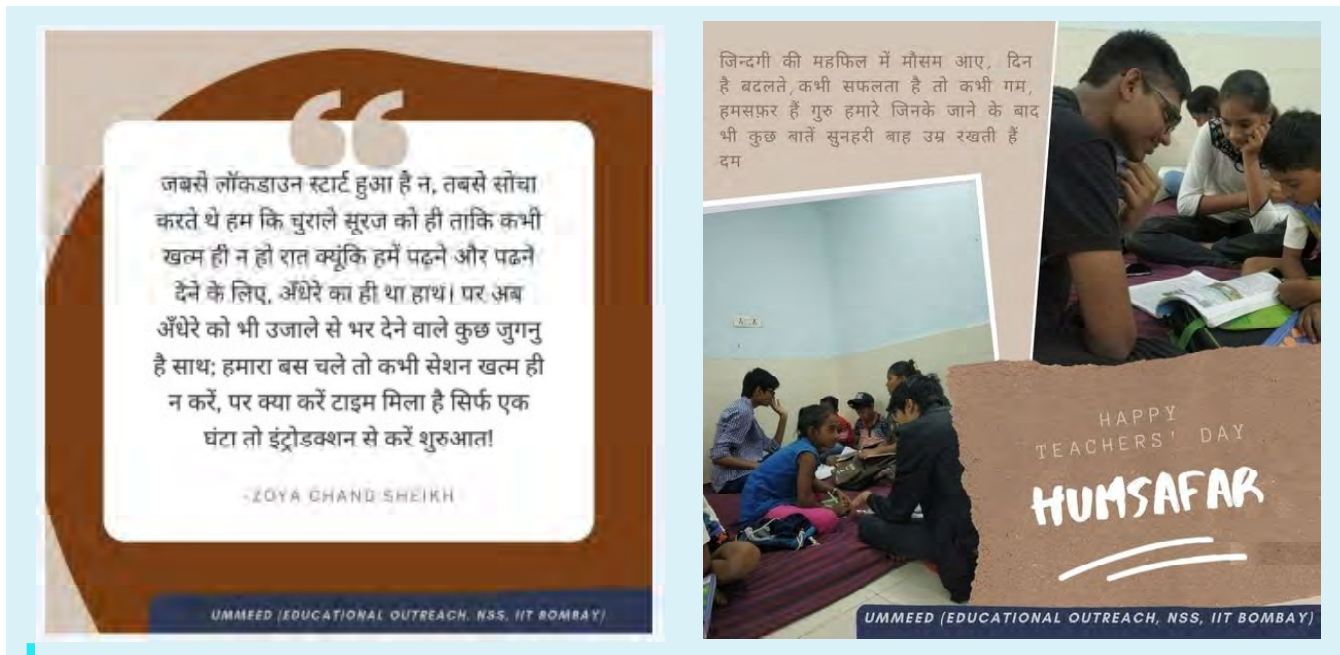 जबसे लॉकडाउन स्टार्ट हुआ है न, तबसे सोचा
करते थे हम कि चुराले सूरज को ही ताकि कभी
खत्म ही न हो रात क्यूंकि हमें पढ़ने और पढने
देने के लिए, अँधेरे का ही था हाथ। पर अब
अँधेरे को भी उजाले से भर देने वाले कुछ जुगनु
है साथ; हमारा बस चले तो कभी सेशन खत्म ही
न करें, पर क्या करें टाइम मिला है सिर्फ एक
घंटा तो इंट्रोडक्शन से करें शुरुआत!
-ZOYA CHAND SHEIKH
UMMEED (EDUCATIONAL OUTREACH, NSS, IIT BOMBAY)
जिन्दगी की महफिल में मौसम आए, दिन
है बदलते,कभी सफलता है तो कभी गम,
हमसफ़र हैं गुरु हमारे जिनके जाने के बाद
भी कुछ बातें सुनहरी बाह उम्र रखती हैं
दम
HAPPY
TEACHERS' DAY
HUMSAFAR
UMMEED (EDUCATIONAL OUTREACH, NSS, IIT BOMBAY)